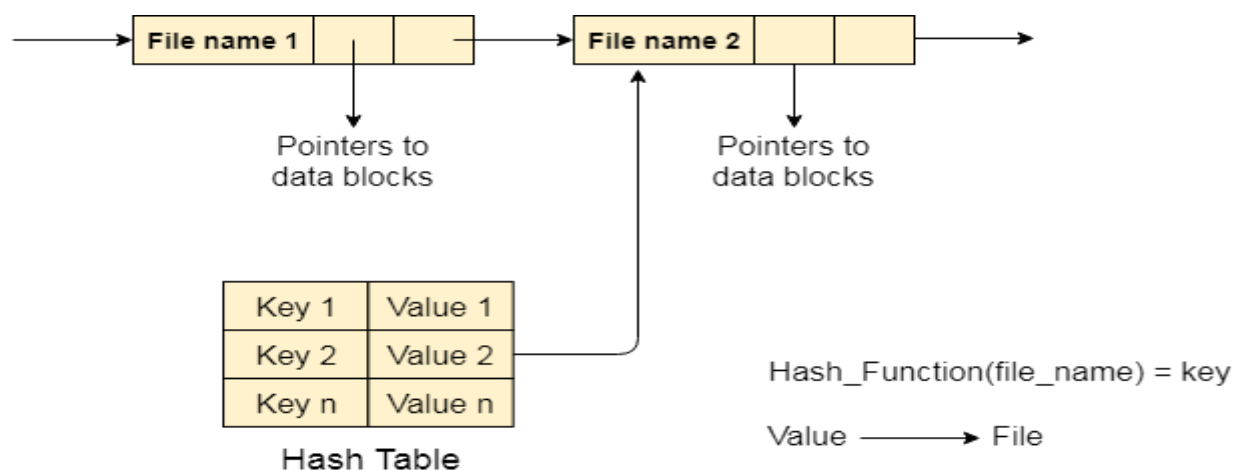 File name 1
File name 2
Pointers to
data blocks
Pointers to
data blocks
Key 1 Value 1
Key 2 Value 2
Key n Value n
Hash Table
Hash_Function(file_name) = key
Value File